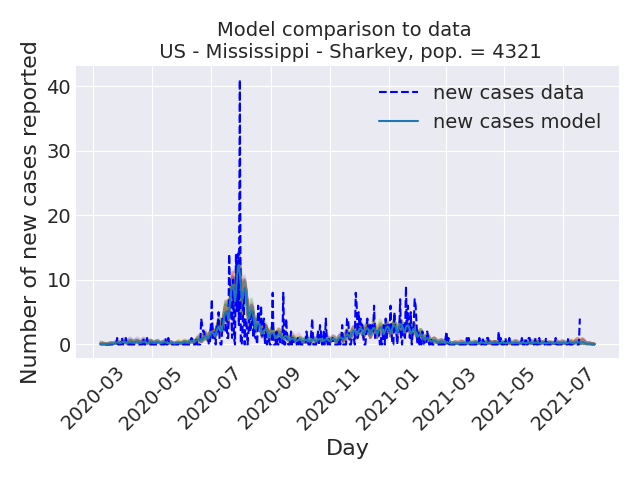 Model comparison to data
US - Mississippi - Sharkey, pop. = 4321
Number of new cases reported
40
30
20
10
0
new cases data
new cases model
2020-03
2020-05
2020-07
2020-09
2020-11
2021-01
2021-03
2021-05
2021-07
Day